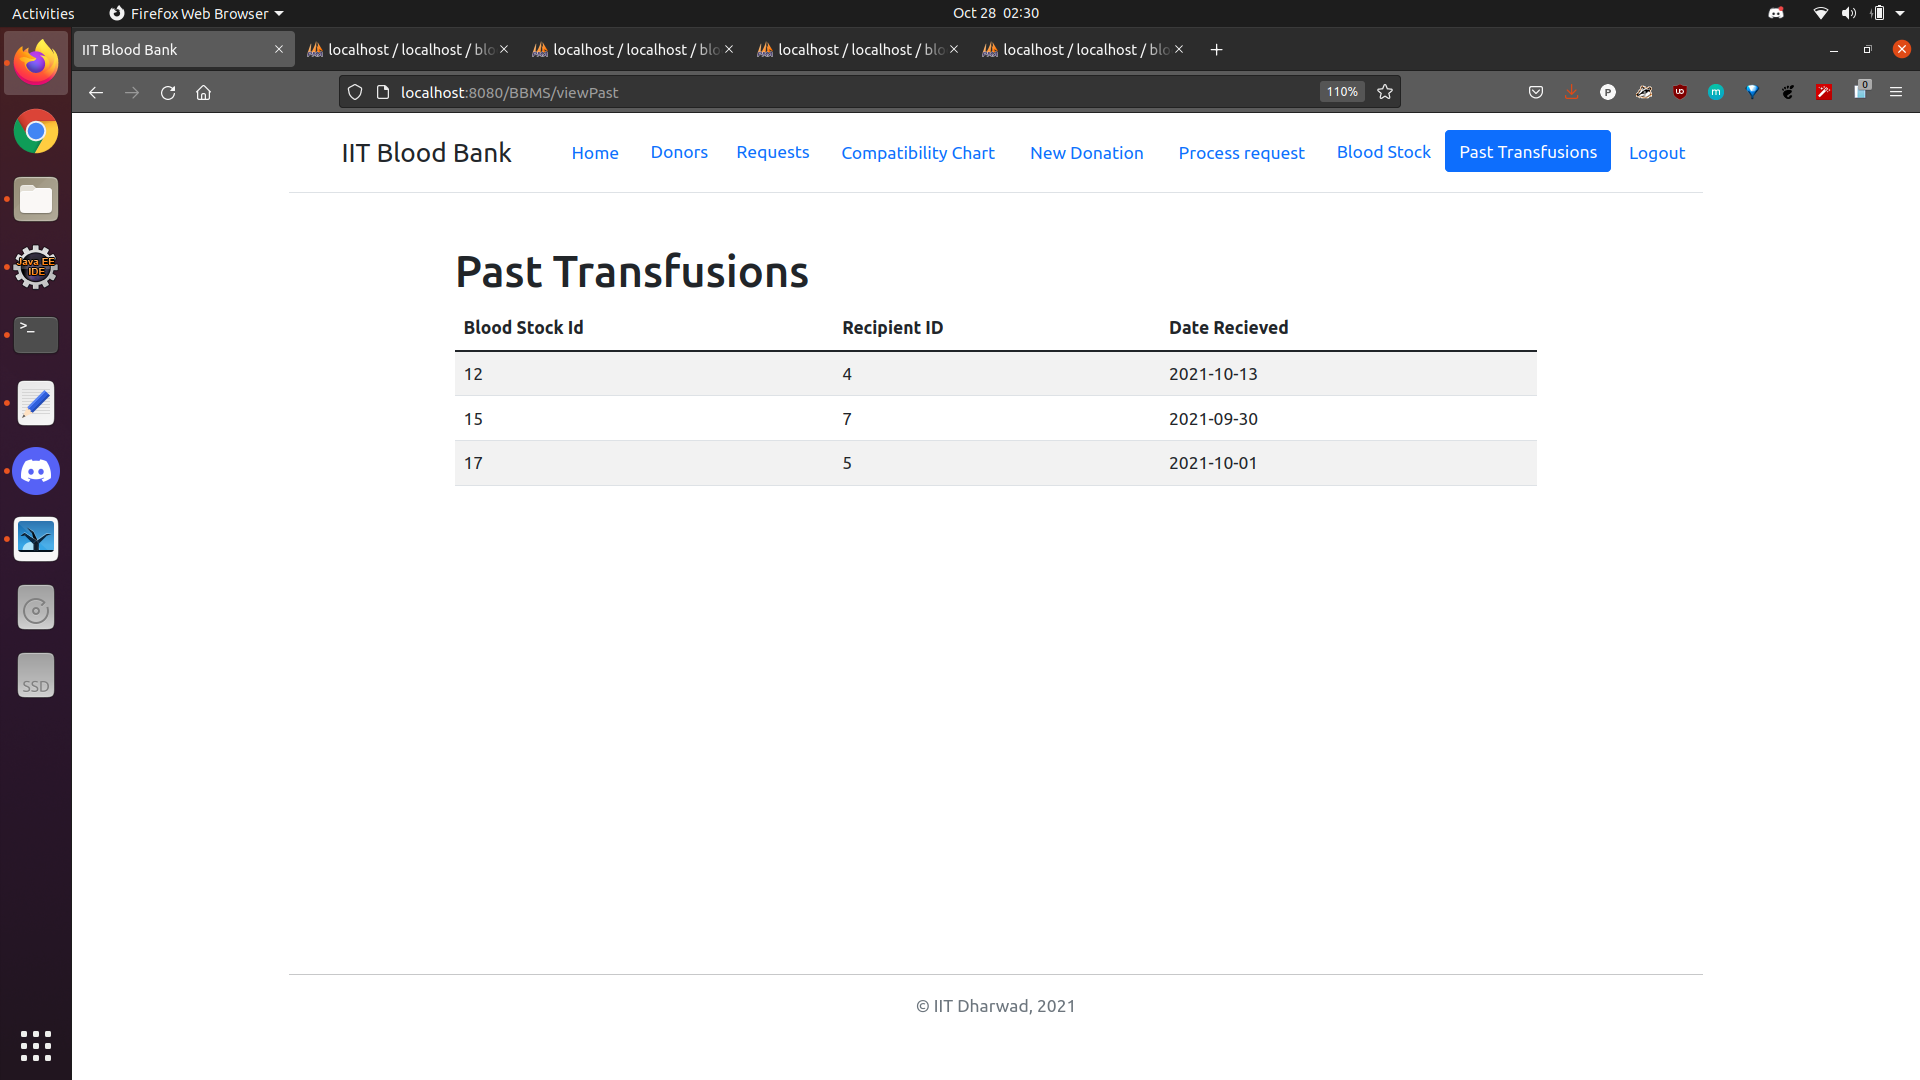 Activities Firefox Web Browser Oct 28 02:30
IIT Blood Bank localhost / localhost / blo localhost / localhost / blo localhost / localhost / blo localhost / localhost / blo
localhost:8080/BBMS/viewPast 110% 0
IIT Blood Bank Home Donors Requests Compatibility Chart New Donation Process request Blood Stock Past Transfusions Logout
Past Transfusions
Blood Stock Id Recipient ID Date Recieved
12 4 2021-10-13
15 7 2021-09-30
17 5 2021-10-01
Java EE
IDE
SSD
© IIT Dharwad, 2021